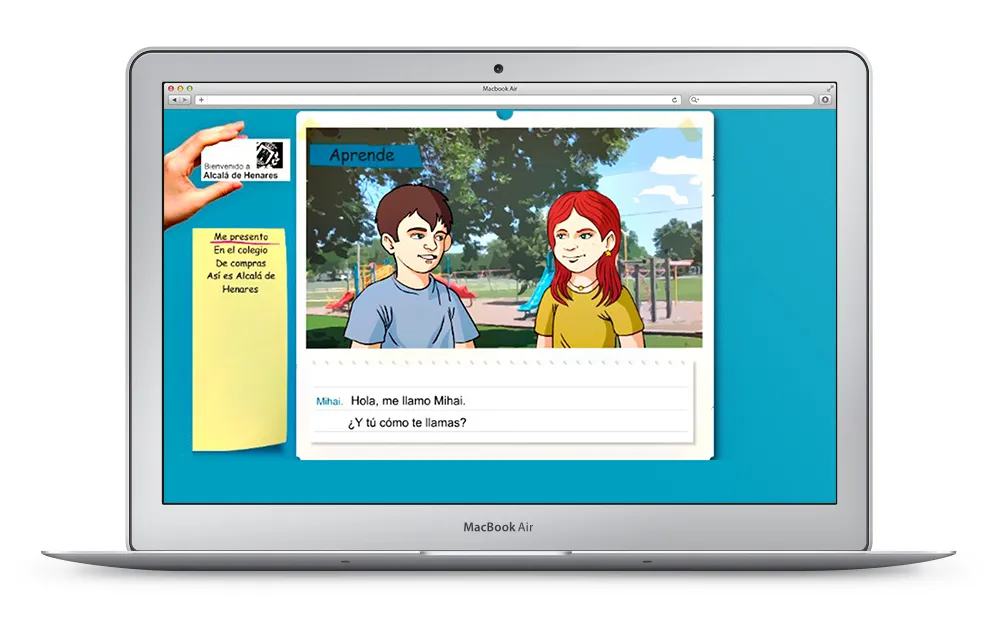 Macbook Air
Bienvenido a
Alcalá de Henares
Me presento
En el colegio
De compras
Así es Alcalá de
Henares
Aprende
Mihai. Hola, me llamo Mihai.
¿Y tú cómo te llamas?
MacBook Air